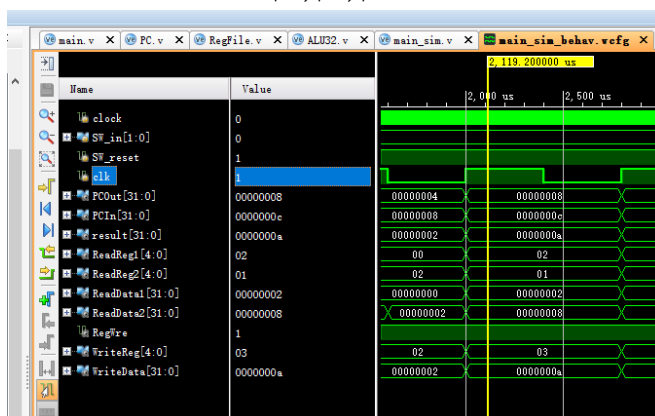 main.v X PC.v X RegFile.v X ALU32.v X main_sim.v X main_sim_behav.wcfg X
2,119.200000 us
Name Value
2,000 us 2,500 us
clock 0
SW_in[1:0] 0
SW_reset 1
clk 1
PCOut[31:0] 00000008 00000004 00000008
PCIn[31:0] 0000000c 00000008 0000000c
result[31:0] 0000000a 00000002 0000000a
ReadReg1[4:0] 02 00 02
ReadReg2[4:0] 01 02 01
ReadData1[31:0] 00000002 00000000 00000002
ReadData2[31:0] 00000008 00000002 00000008
RegWre 1
WriteReg[4:0] 03 02 03
WriteData[31:0] 0000000a 00000002 0000000a